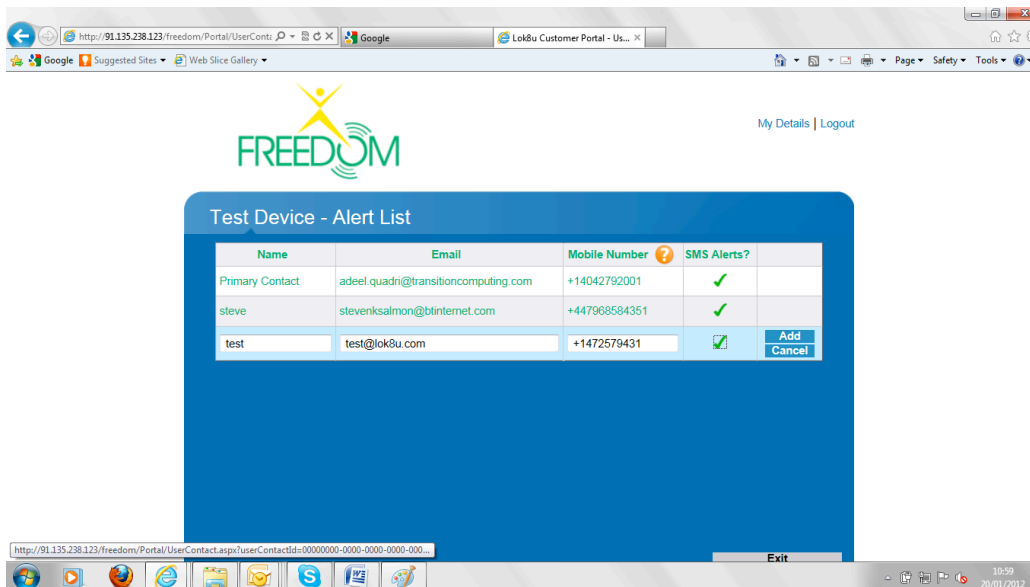 http://91.135.238.123/freedom/Portal/UserConta
Google
Lok8u Customer Portal - Us...
Google
Suggested Sites
Web Slice Gallery
Page
Safety
Tools
FREEDOM
My Details | Logout
Test Device - Alert List
Name Email Mobile Number ? SMS Alerts?
Primary Contact adeel.quadri@transitioncomputing.com +14042792001
steve stevenksalmon@btinternet.com +447968584351
test test@lok8u.com +1472579431 Add
Cancel
http://91.135.238.123/freedom/Portal/UserContact.aspx?userContactId=00000000-0000-0000-0000-000...
Exit
10:59
20/01/2012